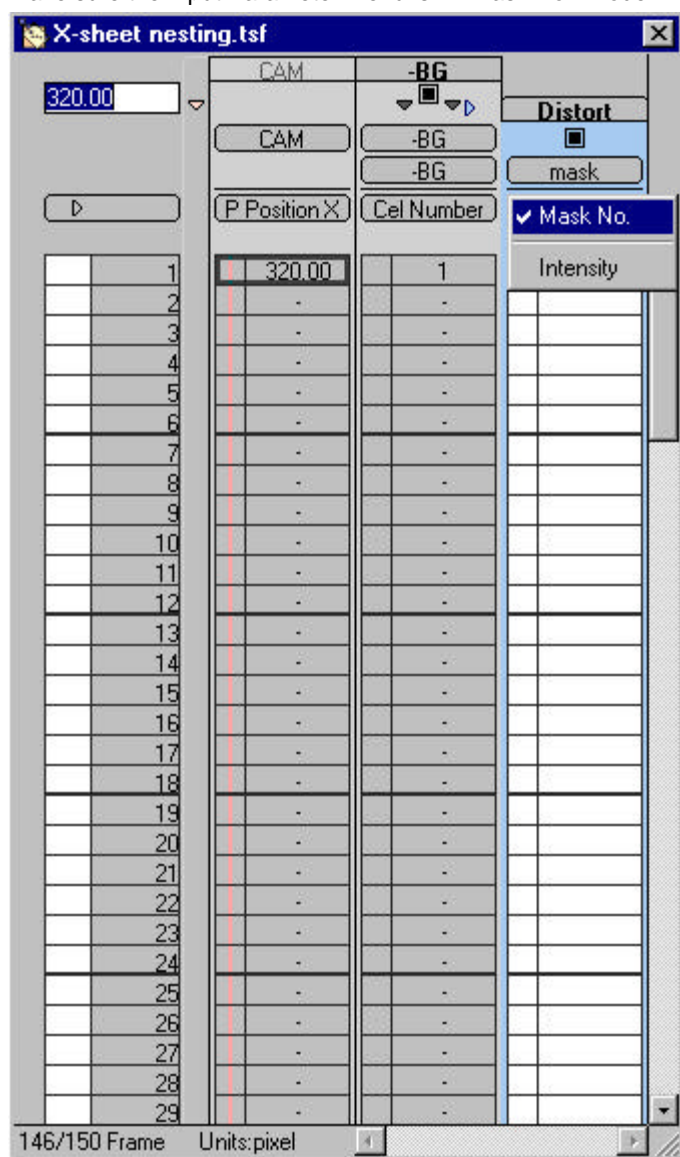 X-sheet nesting.tsf
320.00
CAM
-BG
Distort
CAM
-BG
-BG
mask
P Position X
Cel Number
Mask No.
Intensity
1 320.00 1
2 - -
3 - -
4 - -
5 - -
6 - -
7 - -
8 - -
9 - -
10 - -
11 - -
12 - -
13 - -
14 - -
15 - -
16 - -
17 - -
18 - -
19 - -
20 - -
21 - -
22 - -
23 - -
24 - -
25 - -
26 - -
27 - -
28 - -
29 - -
146/150 Frame Units:pixel